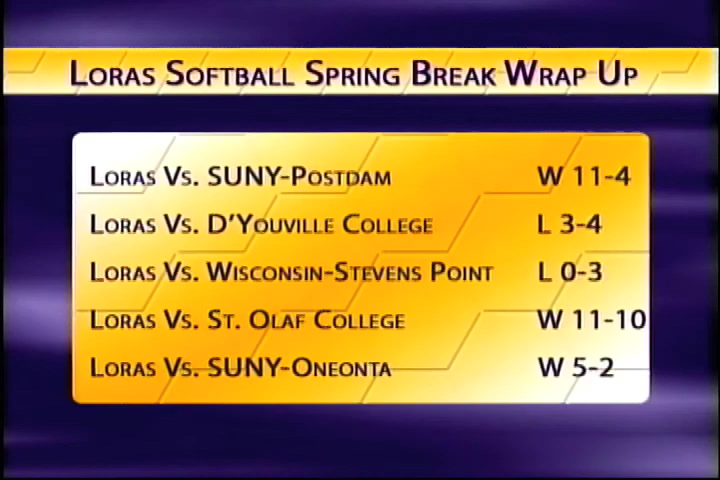 Loras Softball Spring Break Wrap Up
Loras Vs. SUNY-Postdam W 11-4
Loras Vs. D'Youville College L 3-4
Loras Vs. Wisconsin-Stevens Point L 0-3
Loras Vs. St. Olaf College W 11-10
Loras Vs. SUNY-Oneonta W 5-2